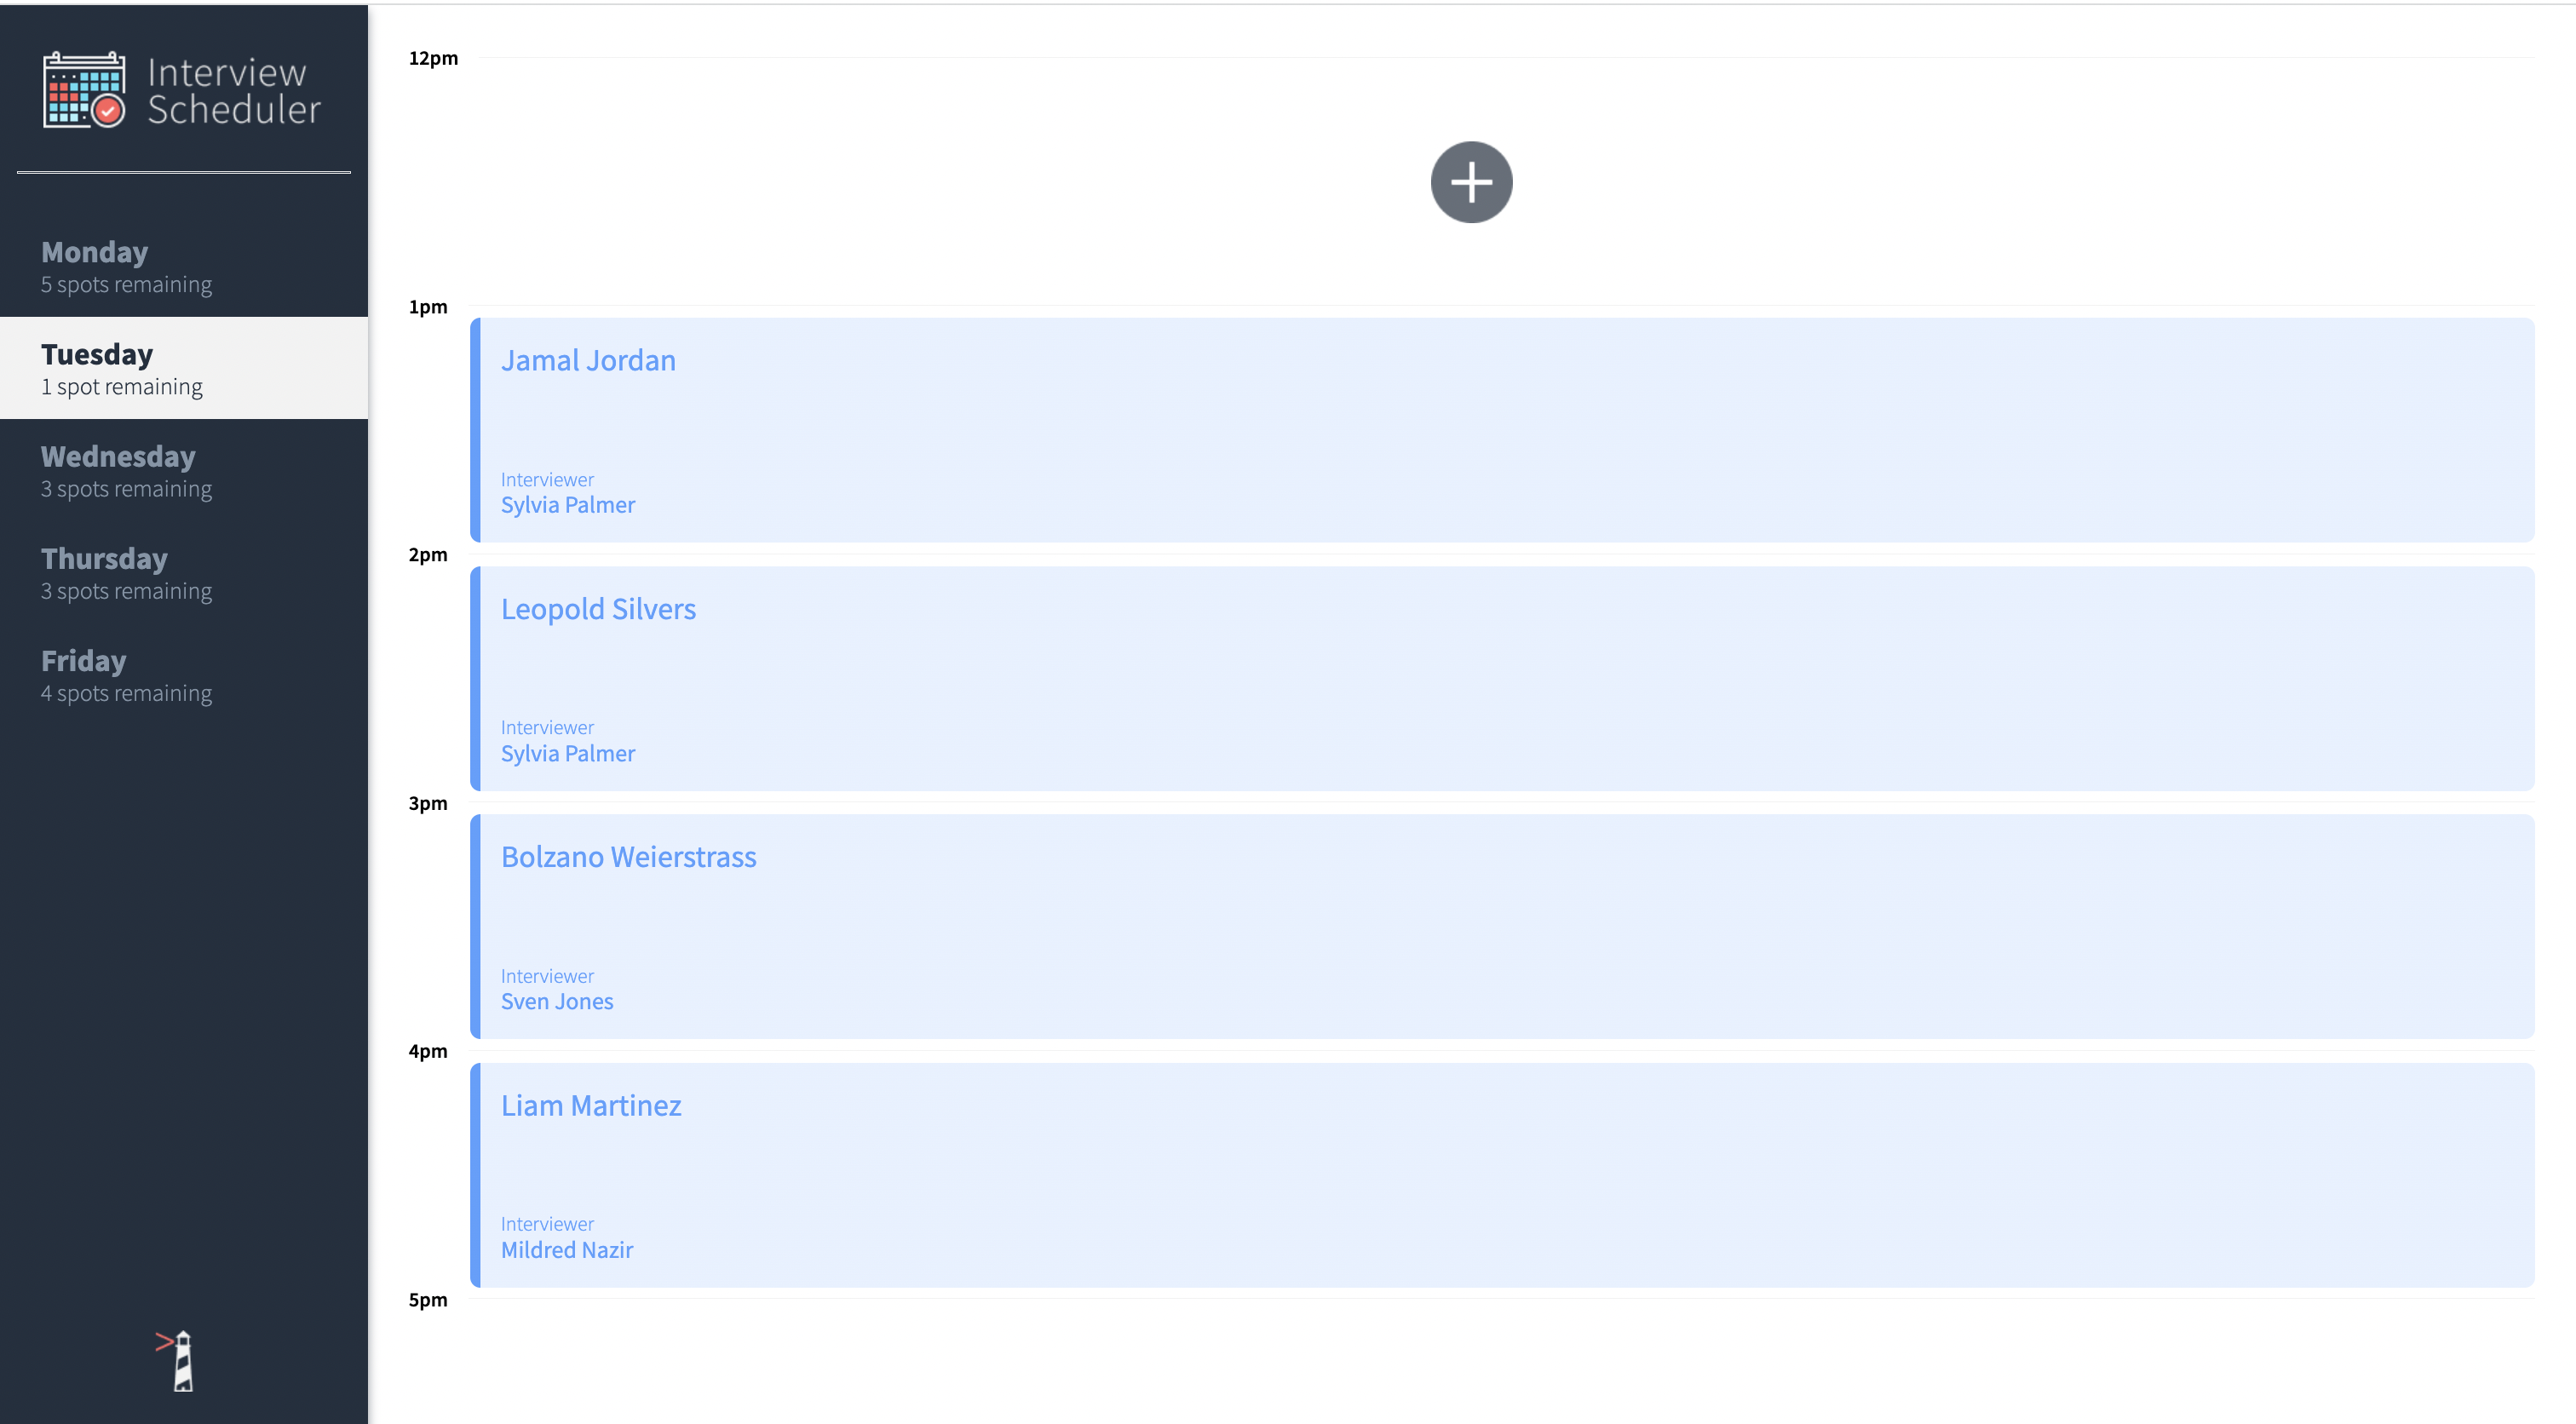 Interview
Scheduler
Monday
5 spots remaining
Tuesday
1 spot remaining
Wednesday
3 spots remaining
Thursday
3 spots remaining
Friday
4 spots remaining
12pm
1pm
Jamal Jordan
Interviewer
Sylvia Palmer
2pm
Leopold Silvers
Interviewer
Sylvia Palmer
3pm
Bolzano Weierstrass
Interviewer
Sven Jones
4pm
Liam Martinez
Interviewer
Mildred Nazir
5pm